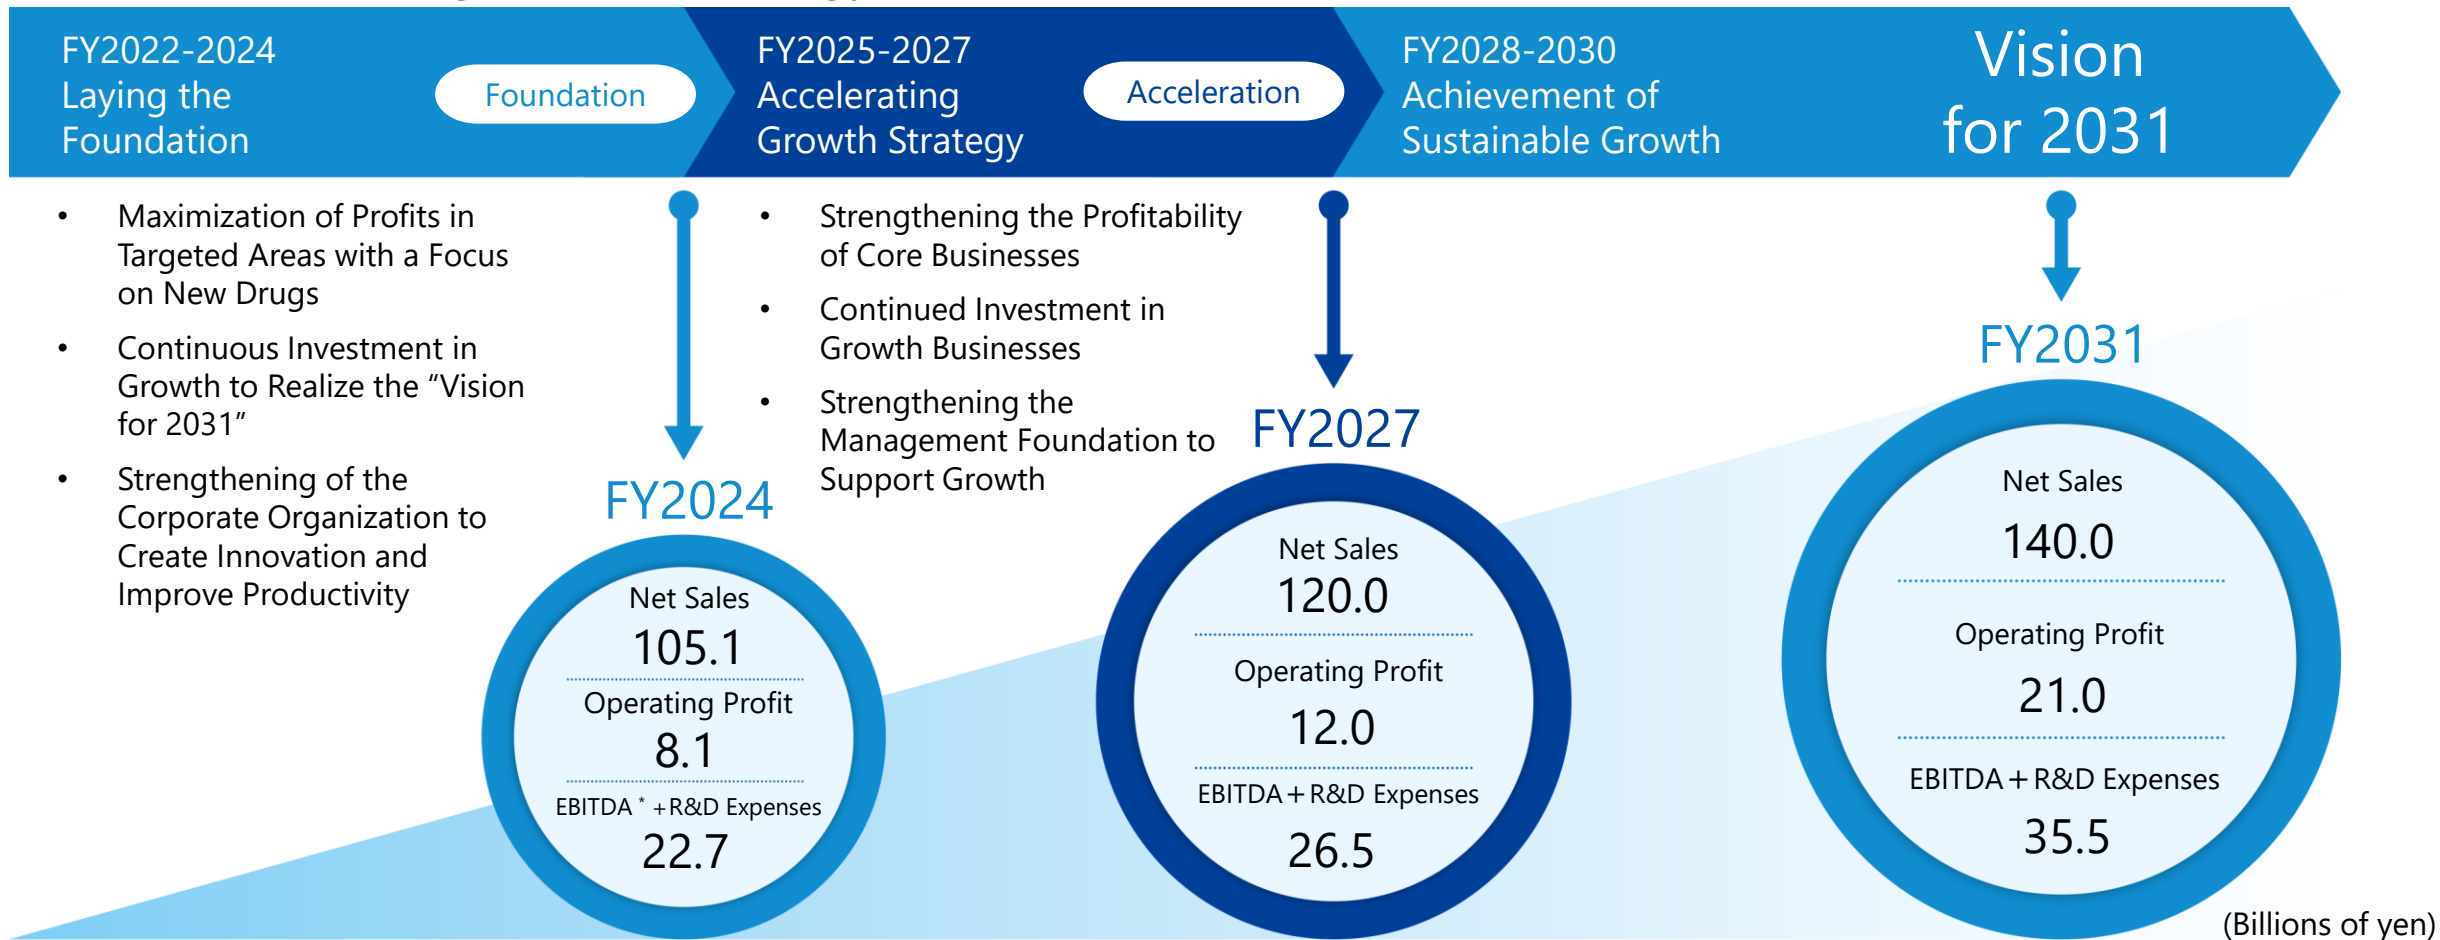 FY2022-2024
Laying the
Foundation
Foundation
FY2025-2027
Accelerating
Growth Strategy
Acceleration
FY2028-2030
Achievement of
Sustainable Growth
Vision
for 2031
• Maximization of Profits in
Targeted Areas with a Focus
on New Drugs
• Continuous Investment in
Growth to Realize the “Vision
for 2031”
• Strengthening of the
Corporate Organization to
Create Innovation and
Improve Productivity
• Strengthening the Profitability
of Core Businesses
• Continued Investment in
Growth Businesses
• Strengthening the
Management Foundation to
Support Growth
FY2024
Net Sales
105.1
Operating Profit
8.1
EBITDA * +R&D Expenses
22.7
FY2027
Net Sales
120.0
Operating Profit
12.0
EBITDA+R&D Expenses
26.5
FY2031
Net Sales
140.0
Operating Profit
21.0
EBITDA+R&D Expenses
35.5
(Billions of yen)